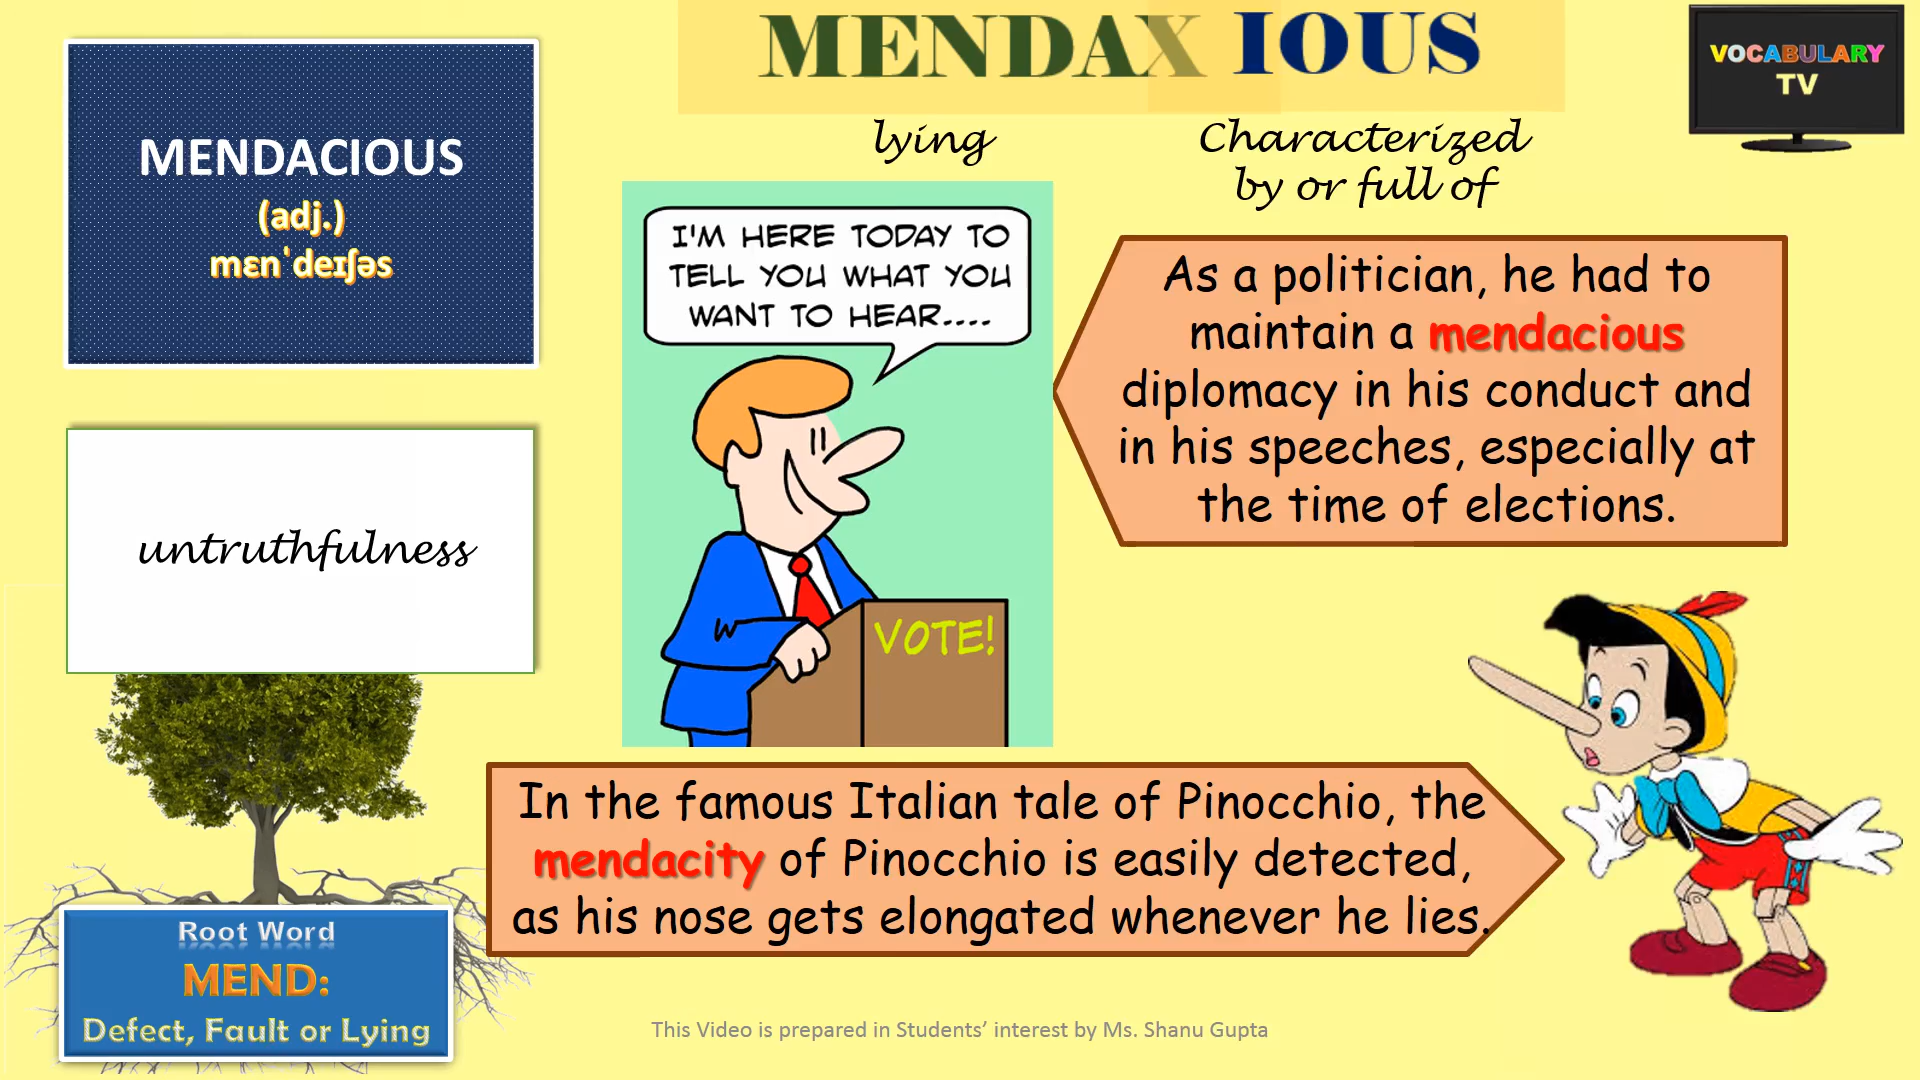 MENDACIOUS
(adj.)
mɛnˈdeɪʃəs
untruthfulness
Root Word
MEND:
Defect, Fault or Lying
MENDAX IOUS
lying
Characterized
by or full of
I'M HERE TODAY TO
TELL YOU WHAT YOU
WANT TO HEAR....
VOTE!
As a politician, he had to
maintain a mendacious
diplomacy in his conduct and
in his speeches, especially at
the time of elections.
In the famous Italian tale of Pinocchio, the
mendacity of Pinocchio is easily detected,
as his nose gets elongated whenever he lies.
This Video is prepared in Students’ interest by Ms. Shanu Gupta
VOCABULARY
TV